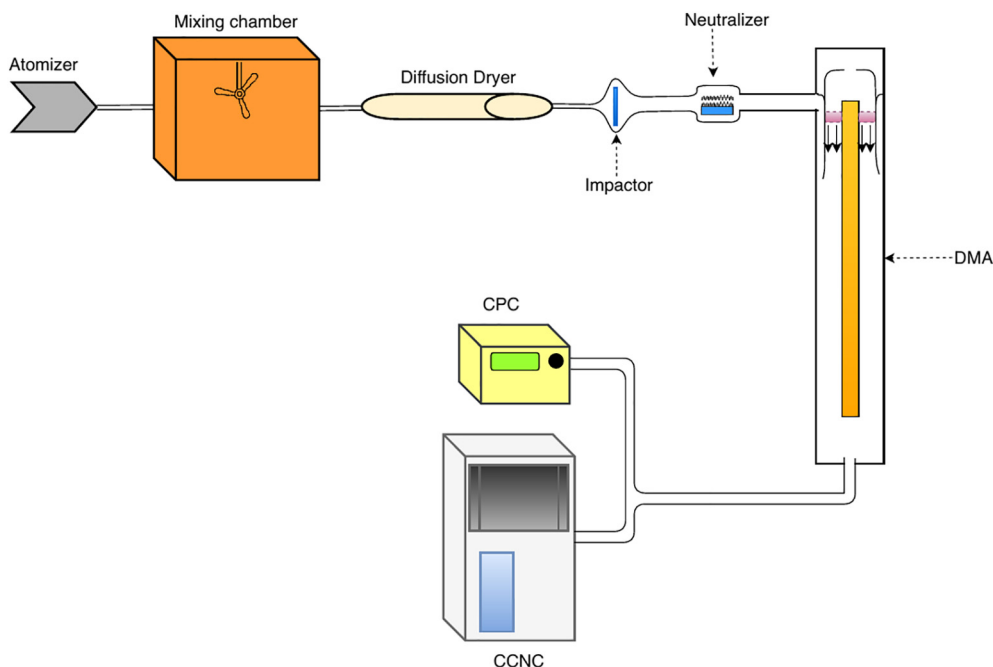 Atomizer
Mixing chamber
Diffusion Dryer
Impactor
Neutralizer
DMA
CPC
CCNC